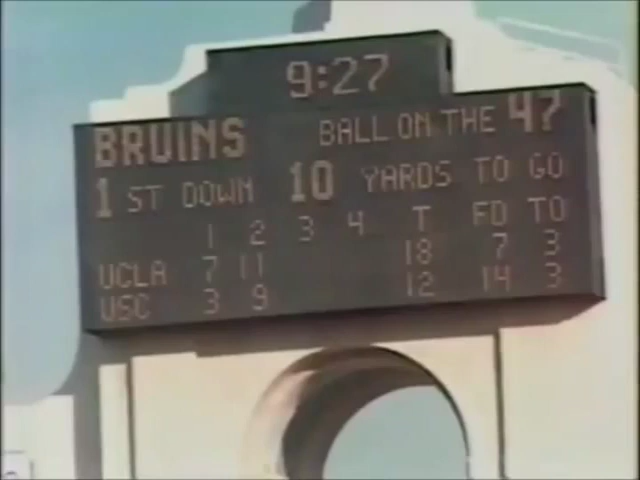 9:27
BRUINS BALL ON THE 47
1 ST DOWN 10 YARDS TO GO
1 2 3 4 T FD TO
UCLA 7 11 18 7 3
USC 3 9 12 14 3